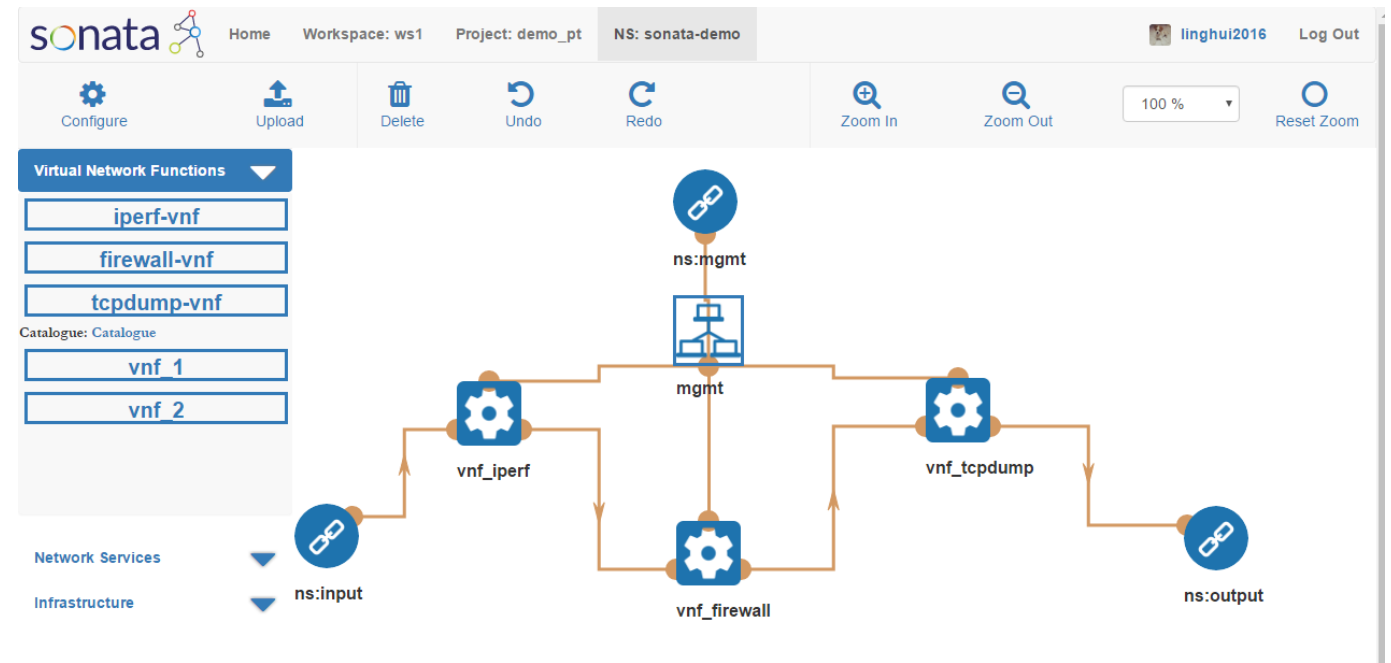 sonata Home Workspace: ws1 Project: demo_pt NS: sonata-demo linghui2016 Log Out
Configure Upload Delete Undo Redo Zoom In Zoom Out 100 % Reset Zoom
Virtual Network Functions
iperf-vnf
firewall-vnf
tcpdump-vnf
Catalogue: Catalogue
vnf_1
vnf_2
Network Services
Infrastructure
ns:mgmt
mgmt
vnf_iperf
vnf_tcpdump
ns:input
vnf_firewall
ns:output